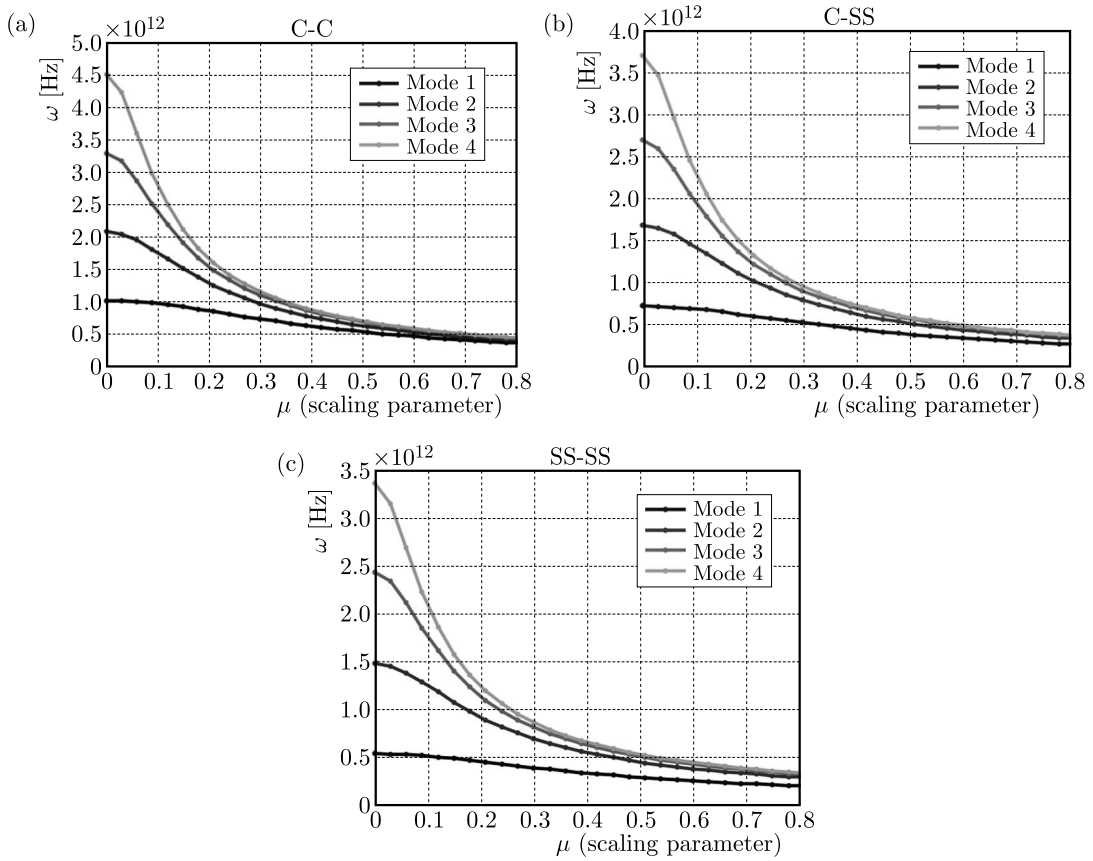 (a)
×10¹²
C-C
5.0
4.5
4.0
3.5
3.0
2.5
2.0
1.5
1.0
0.5
0
ω [Hz]
Mode 1
Mode 2
Mode 3
Mode 4
0 0.1 0.2 0.3 0.4 0.5 0.6 0.7 0.8
μ (scaling parameter)
(b)
×10¹²
C-SS
4.0
3.5
3.0
2.5
2.0
1.5
1.0
0.5
0
ω [Hz]
Mode 1
Mode 2
Mode 3
Mode 4
0 0.1 0.2 0.3 0.4 0.5 0.6 0.7 0.8
μ (scaling parameter)
(c)
×10¹²
SS-SS
3.5
3.0
2.5
2.0
1.5
1.0
0.5
0
ω [Hz]
Mode 1
Mode 2
Mode 3
Mode 4
0 0.1 0.2 0.3 0.4 0.5 0.6 0.7 0.8
μ (scaling parameter)